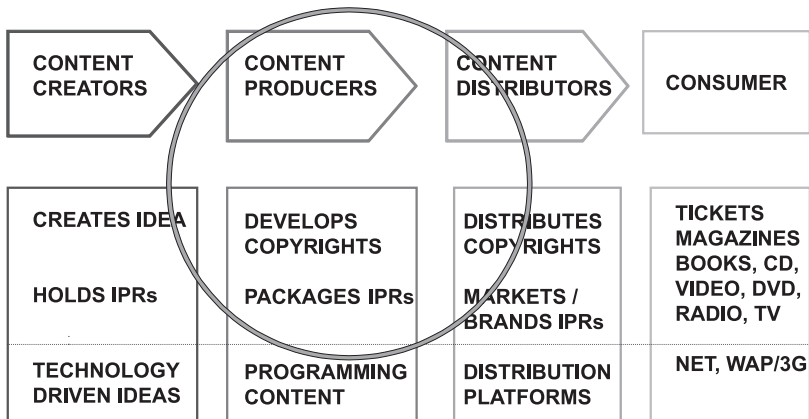 CONTENT
CREATORS
CONTENT
PRODUCERS
CONTENT
DISTRIBUTORS
CONSUMER
CREATES IDEA
HOLDS IPRs
TECHNOLOGY
DRIVEN IDEAS
DEVELOPS
COPYRIGHTS
PACKAGES IPRs
PROGRAMMING
CONTENT
DISTRIBUTES
COPYRIGHTS
MARKETS /
BRANDS IPRs
DISTRIBUTION
PLATFORMS
TICKETS
MAGAZINES
BOOKS, CD,
VIDEO, DVD,
RADIO, TV
NET, WAP/3G